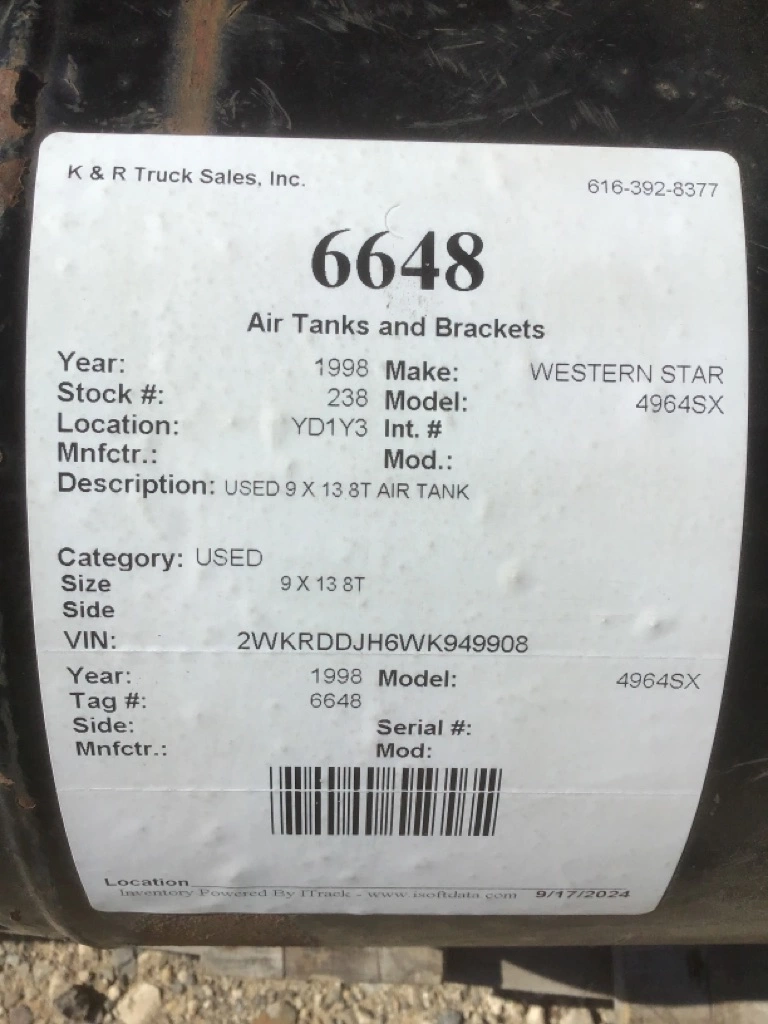 K & R Truck Sales, Inc. 616-392-8377
6648
Air Tanks and Brackets
Year: 1998 Make: WESTERN STAR
Stock #: 238 Model: 4964SX
Location: YD1Y3 Int. #
Mnfctr.: Mod.:
Description: USED 9 X 13 8T AIR TANK
Category: USED
Size 9 X 13 8T
Side
VIN: 2WKRDDJH6WK949908
Year: 1998 Model: 4964SX
Tag #: 6648
Side: Serial #:
Mnfctr.: Mod:
Location
Inventory Powered By ITrack - www.isoftdata.com 9/17/2024